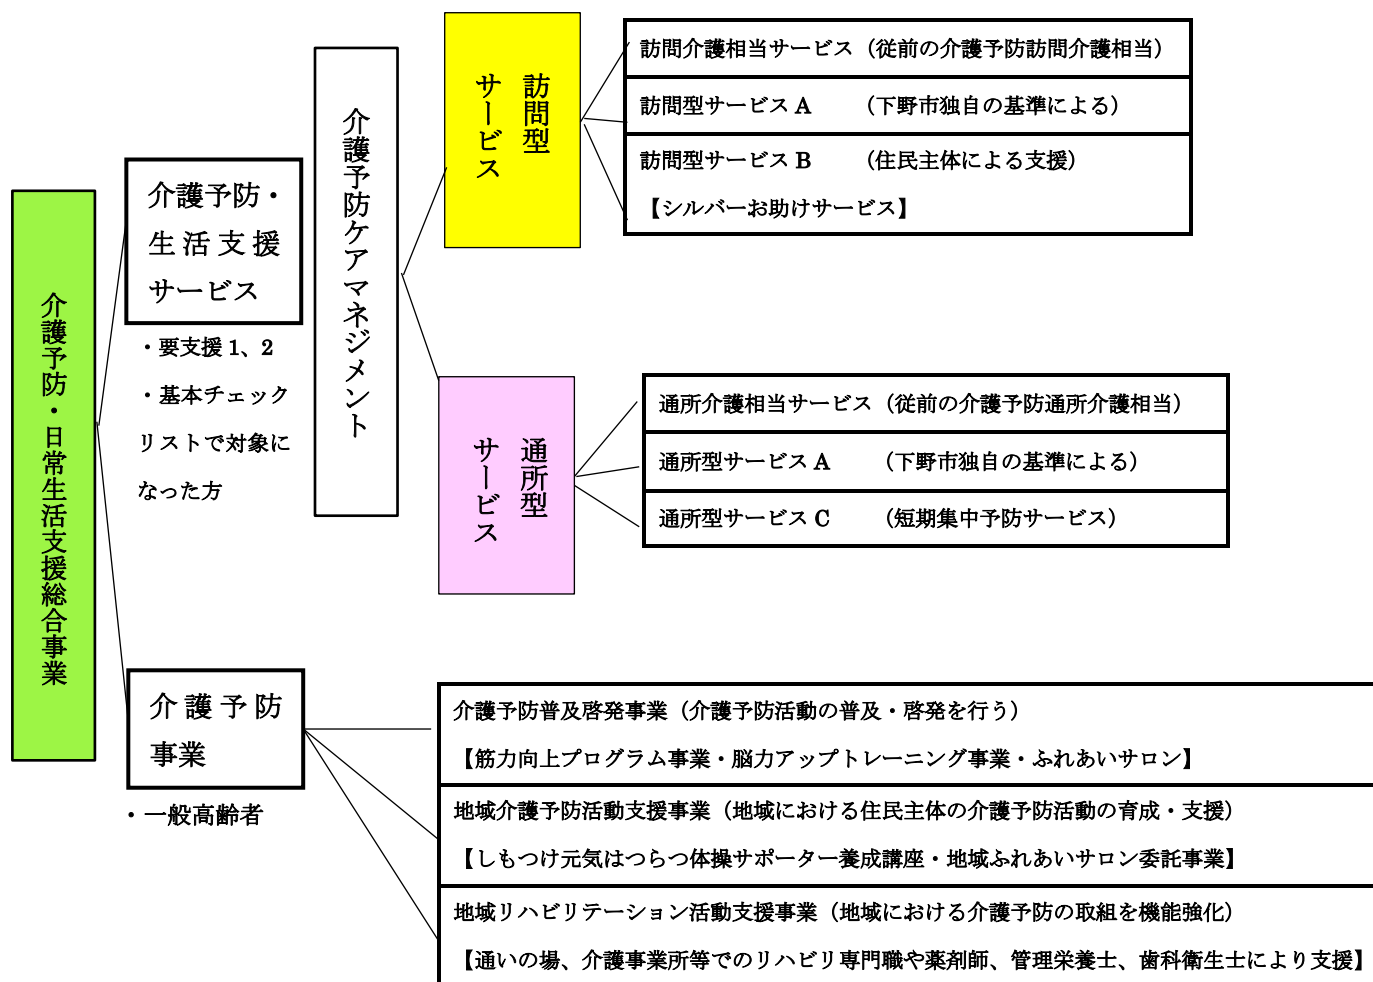 介護予防・日常生活支援総合事業
介護予防・
生活支援
サービス
・要支援 1、2
・基本チェック
リストで対象に
なった方
介護予防ケアマネジメント
訪問型
サービス
訪問介護相当サービス（従前の介護予防訪問介護相当）
訪問型サービス A （下野市独自の基準による）
訪問型サービス B （住民主体による支援）
【シルバーお助けサービス】
通所型
サービス
通所介護相当サービス（従前の介護予防通所介護相当）
通所型サービス A （下野市独自の基準による）
通所型サービス C （短期集中予防サービス）
介護予防
事業
・一般高齢者
介護予防普及啓発事業（介護予防活動の普及・啓発を行う）
【筋力向上プログラム事業・脳力アップトレーニング事業・ふれあいサロン】
地域介護予防活動支援事業（地域における住民主体の介護予防活動の育成・支援）
【しもつけ元気はつらつ体操サポーター養成講座・地域ふれあいサロン委託事業】
地域リハビリテーション活動支援事業（地域における介護予防の取組を機能強化）
【通いの場、介護事業所等でのリハビリ専門職や薬剤師、管理栄養士、歯科衛生士により支援】